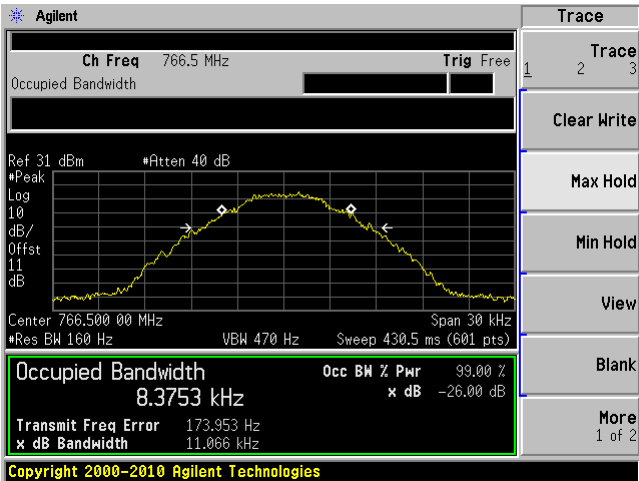 Agilent
Trace
Ch Freq 766.5 MHz Trig Free
Occupied Bandwidth
Trace
1 2 3
Clear Write
Max Hold
Min Hold
View
Blank
More
1 of 2
Ref 31 dBm #Atten 40 dB
#Peak
Log
10
dB/
Offst
11
dB
Center 766.500 00 MHz Span 30 kHz
#Res BW 160 Hz VBW 470 Hz Sweep 430.5 ms (601 pts)
Occupied Bandwidth Occ BW % Pwr 99.00 %
8.3753 kHz x dB -26.00 dB
Transmit Freq Error 173.953 Hz
x dB Bandwidth 11.066 kHz
Copyright 2000-2010 Agilent Technologies